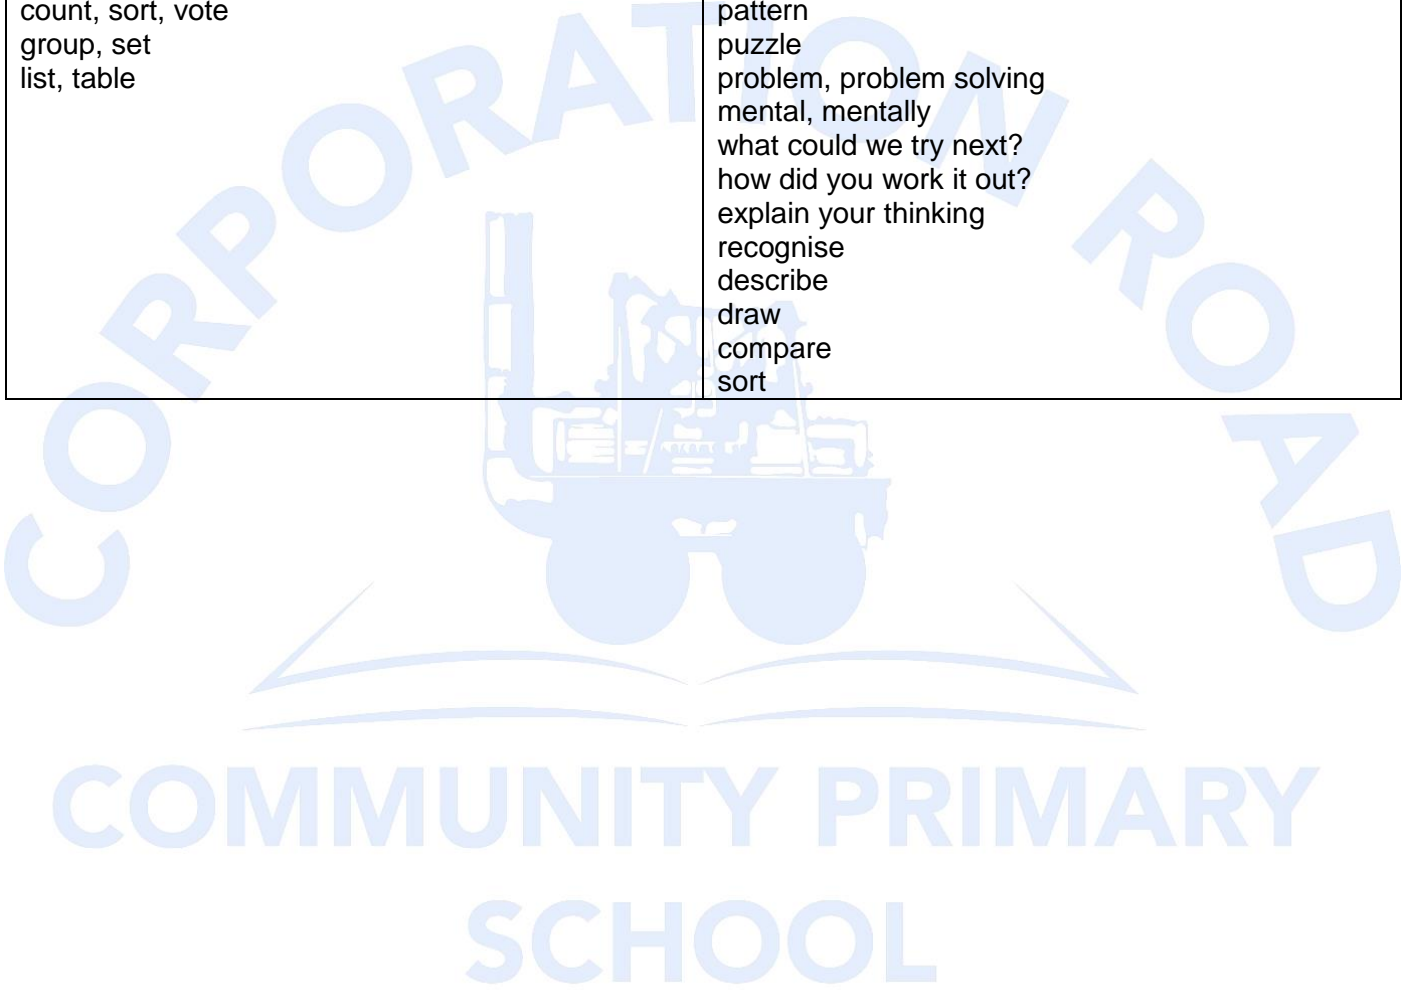 count, sort, vote
group, set
list, table
pattern
puzzle
problem, problem solving
mental, mentally
what could we try next?
how did you work it out?
explain your thinking
recognise
describe
draw
compare
sort
CORPORATION ROAD
COMMUNITY PRIMARY
SCHOOL